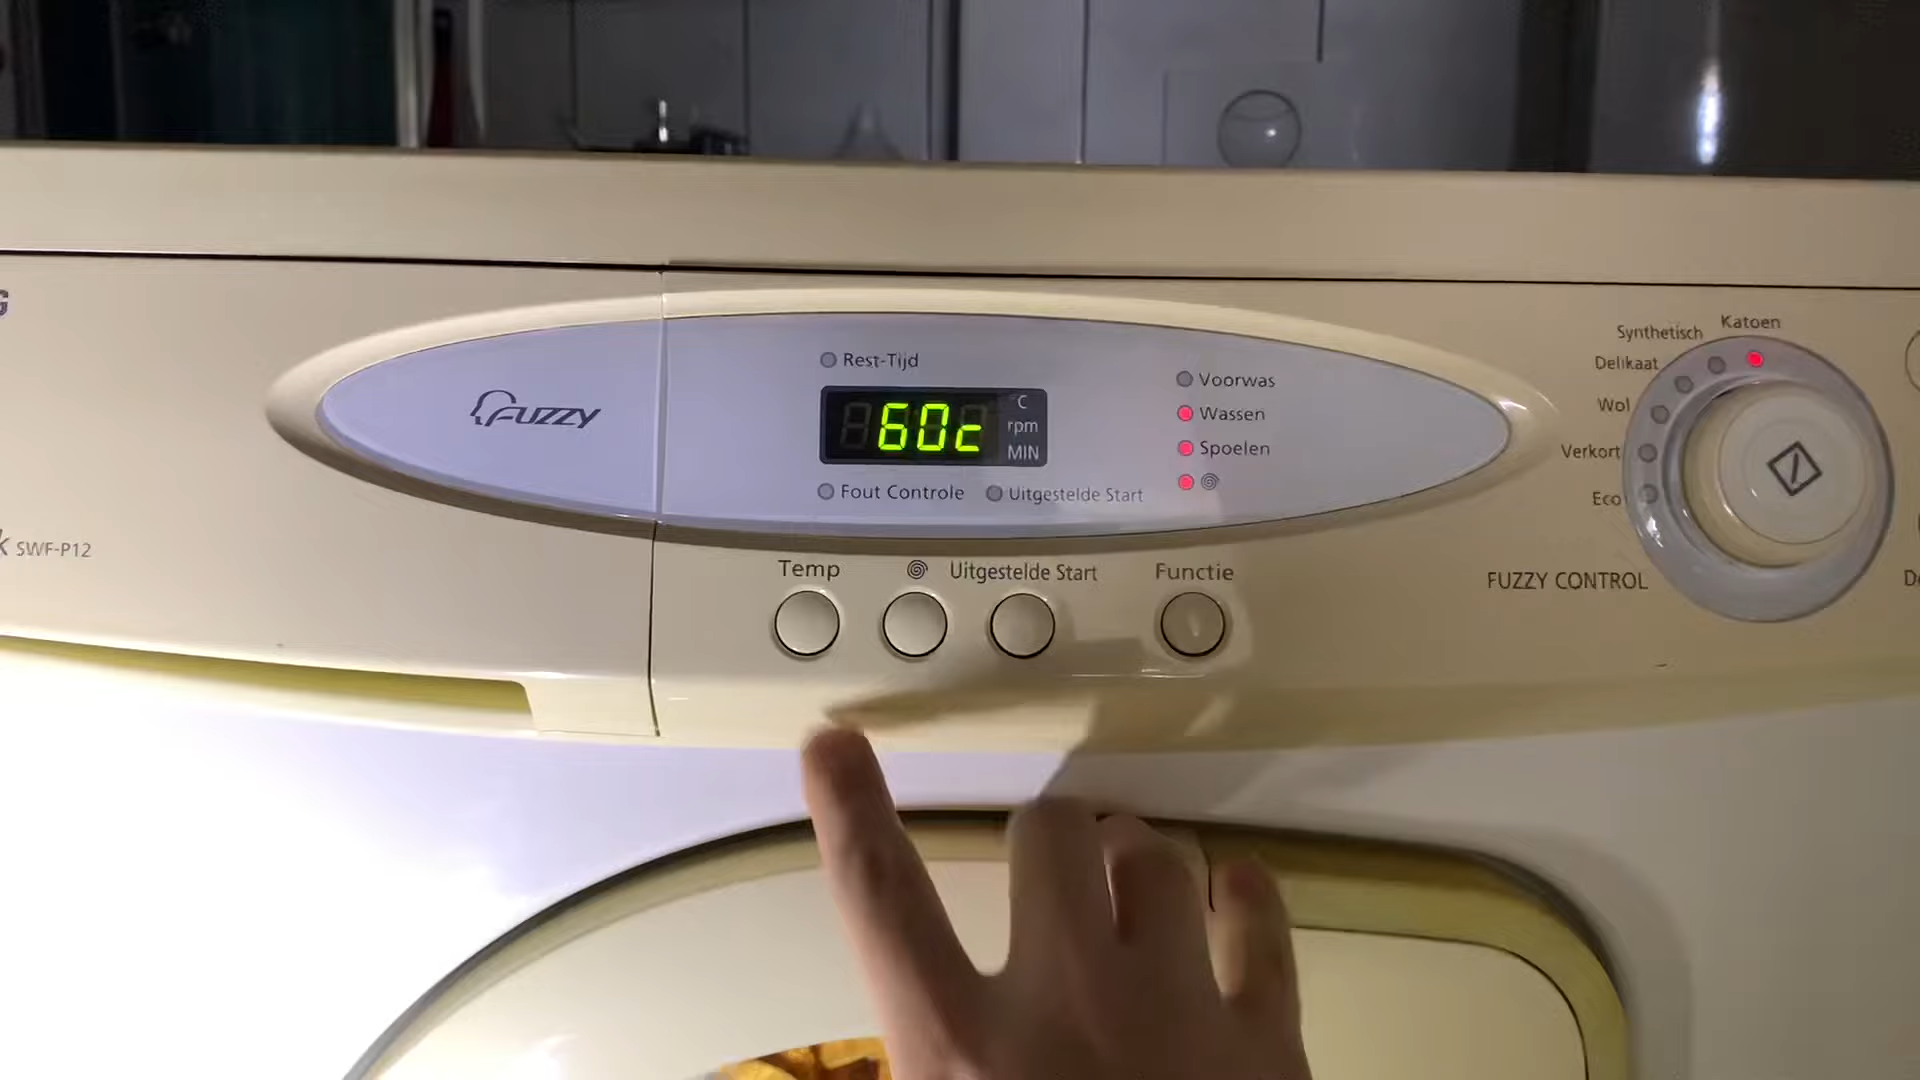 G
k SWF-P12
FUZZY
Rest-Tijd
60c
°C
rpm
MIN
Fout Controle
Uitgestelde Start
Voorwas
Wassen
Spoelen
Temp
Uitgestelde Start
Functie
Katoen
Synthetisch
Delikaat
Wol
Verkort
Eco
FUZZY CONTROL